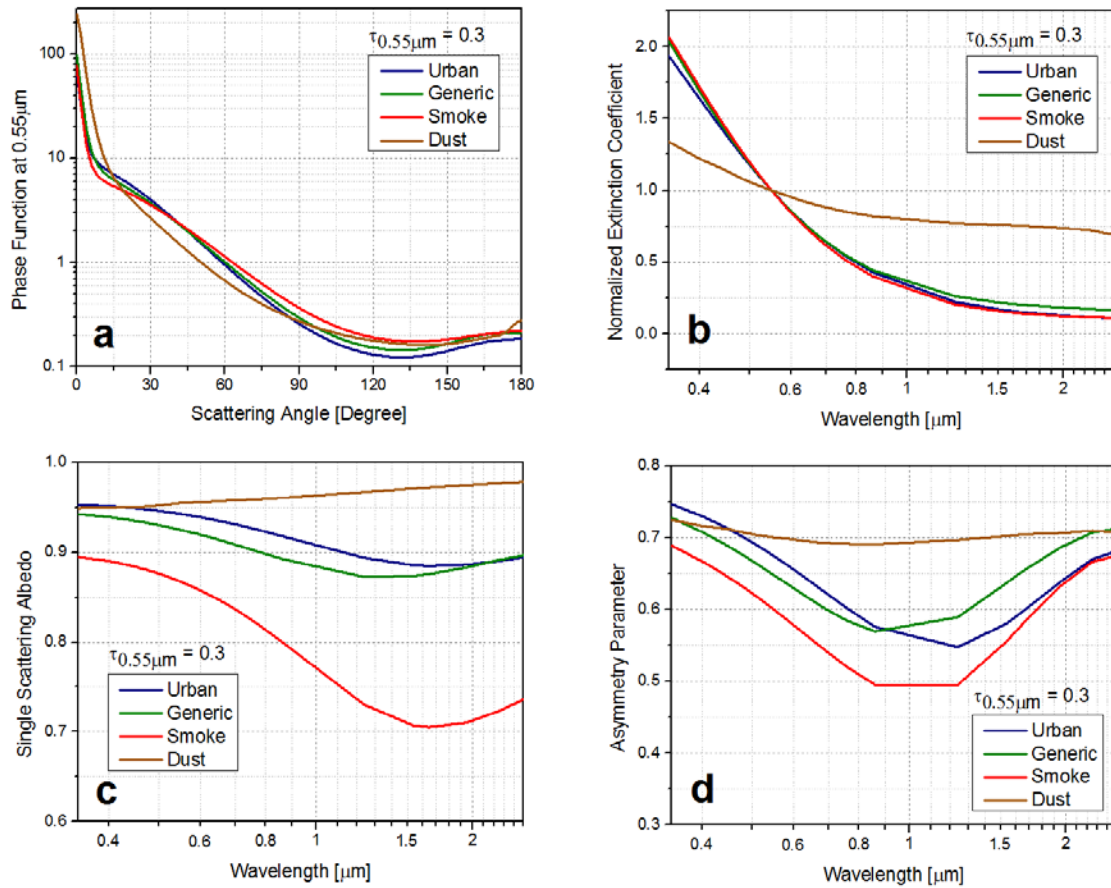 τ0.55μm = 0.3
Urban
Generic
Smoke
Dust
100
10
1
0.1
Phase Function at 0.55μm
a
0 30 60 90 120 150 180
Scattering Angle [Degree]
τ0.55μm = 0.3
Urban
Generic
Smoke
Dust
2.0
1.5
1.0
0.5
0.0
Normalized Extinction Coefficient
b
0.4 0.6 0.8 1 1.5 2
Wavelength [μm]
1.0
0.9
0.8
0.7
0.6
Single Scattering Albedo
τ0.55μm = 0.3
Urban
Generic
Smoke
Dust
c
0.4 0.6 0.8 1 1.5 2
Wavelength [μm]
0.8
0.7
0.6
0.5
0.4
0.3
Asymmetry Parameter
τ0.55μm = 0.3
Urban
Generic
Smoke
Dust
d
0.4 0.6 0.8 1 1.5 2
Wavelength [μm]